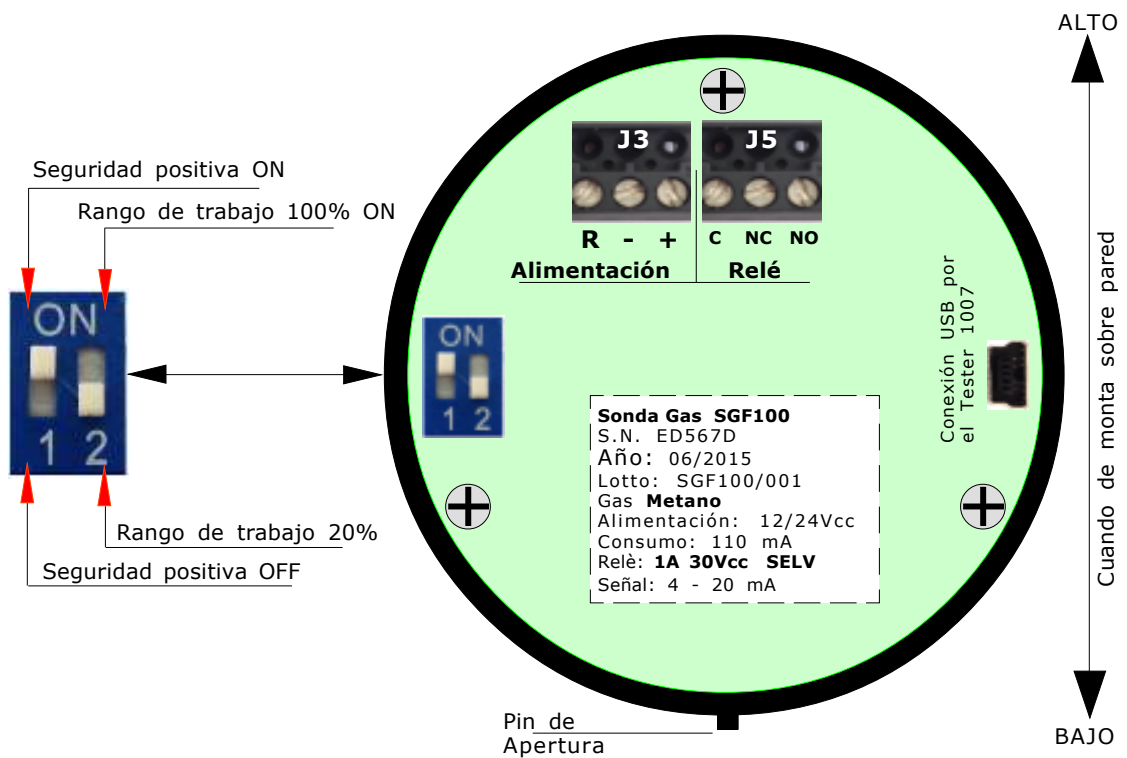 ALTO
Seguridad positiva ON
Rango de trabajo 100% ON
ON
1 2
Rango de trabajo 20%
Seguridad positiva OFF
J3 J5
R - + C NC NO
Alimentación Relé
ON
1 2
Conexión USB por
el Tester 1007
Sonda Gas SGF100
S.N. ED567D
Año: 06/2015
Lotto: SGF100/001
Gas Metano
Alimentación: 12/24Vcc
Consumo: 110 mA
Relè: 1A 30Vcc SELV
Señal: 4 - 20 mA
Cuando de monta sobre pared
Pin de
Apertura
BAJO